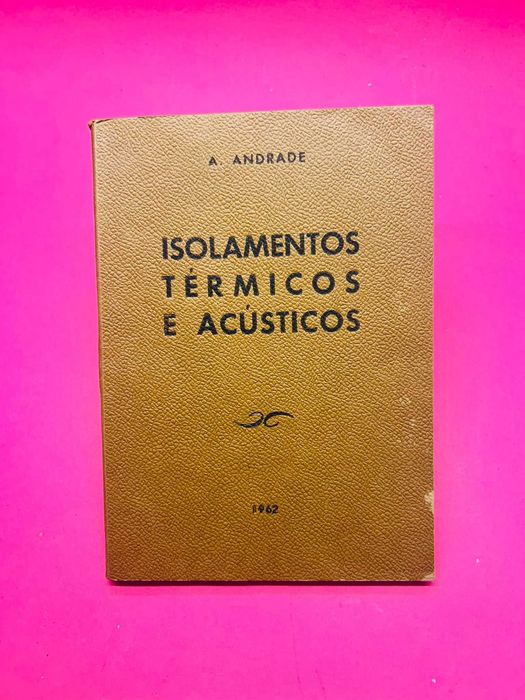 A. ANDRADE
ISOLAMENTOS
TÉRMICOS
E ACÚSTICOS
1962